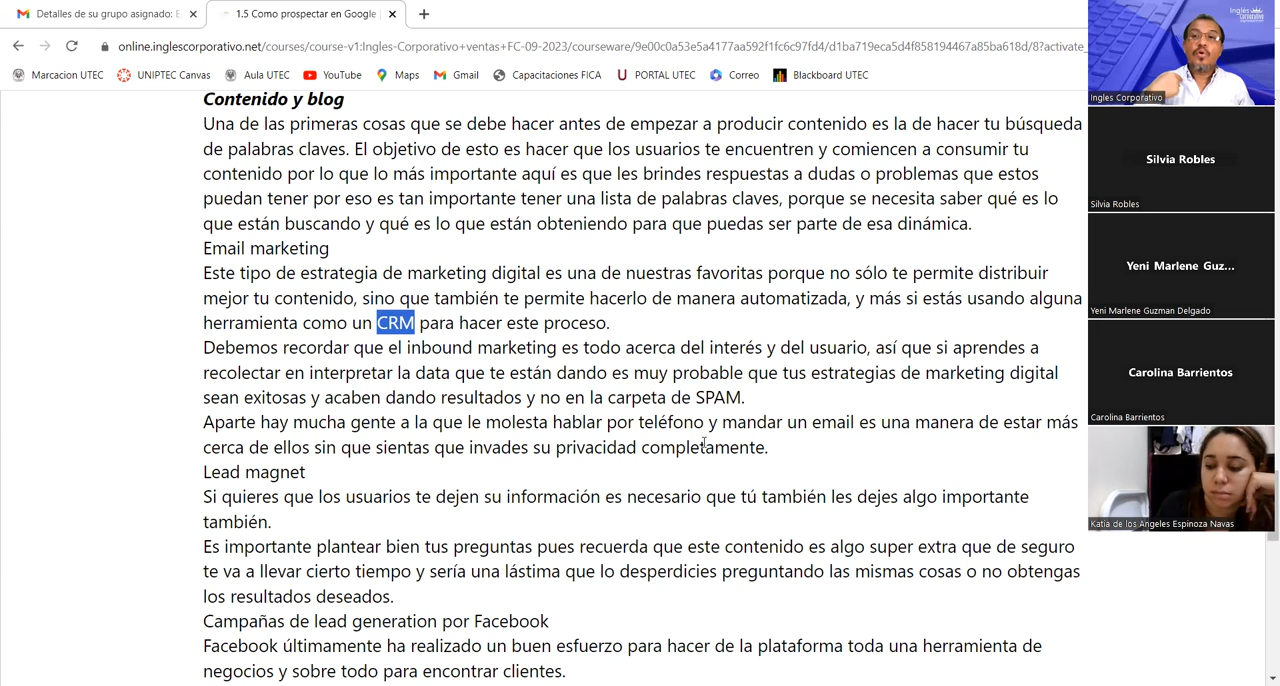 Detalles de su grupo asignado: E
1.5 Como prospectar en Google
online.inglescorporativo.net/courses/course-v1:Ingles-Corporativo+ventas+FC-09-2023/courseware/9e00c0a53e5a4177aa592f1fc6c97fd4/d1ba719eca5d4f858194467a85ba618d/8?activate_
Marcacion UTEC
UNIPTEC Canvas
Aula UTEC
YouTube
Maps
Gmail
Capacitaciones FICA
PORTAL UTEC
Correo
Blackboard UTEC
Contenido y blog
Una de las primeras cosas que se debe hacer antes de empezar a producir contenido es la de hacer tu búsqueda
de palabras claves. El objetivo de esto es hacer que los usuarios te encuentren y comiencen a consumir tu
contenido por lo que lo más importante aquí es que les brindes respuestas a dudas o problemas que estos
puedan tener por eso es tan importante tener una lista de palabras claves, porque se necesita saber qué es lo
que están buscando y qué es lo que están obteniendo para que puedas ser parte de esa dinámica.
Email marketing
Este tipo de estrategia de marketing digital es una de nuestras favoritas porque no sólo te permite distribuir
mejor tu contenido, sino que también te permite hacerlo de manera automatizada, y más si estás usando alguna
herramienta como un CRM para hacer este proceso.
Debemos recordar que el inbound marketing es todo acerca del interés y del usuario, así que si aprendes a
recolectar en interpretar la data que te están dando es muy probable que tus estrategias de marketing digital
sean exitosas y acaben dando resultados y no en la carpeta de SPAM.
Aparte hay mucha gente a la que le molesta hablar por teléfono y mandar un email es una manera de estar más
cerca de ellos sin que sientas que invades su privacidad completamente.
Lead magnet
Si quieres que los usuarios te dejen su información es necesario que tú también les dejes algo importante
también.
Es importante plantear bien tus preguntas pues recuerda que este contenido es algo super extra que de seguro
te va a llevar cierto tiempo y sería una lástima que lo desperdicies preguntando las mismas cosas o no obtengas
los resultados deseados.
Campañas de lead generation por Facebook
Facebook últimamente ha realizado un buen esfuerzo para hacer de la plataforma toda una herramienta de
negocios y sobre todo para encontrar clientes.
Inglés
Corporativo
Ingles Corporativo
Silvia Robles
Silvia Robles
Yeni Marlene Guz...
Yeni Marlene Guzman Delgado
Carolina Barrientos
Carolina Barrientos
Katia de los Angeles Espinoza Navas